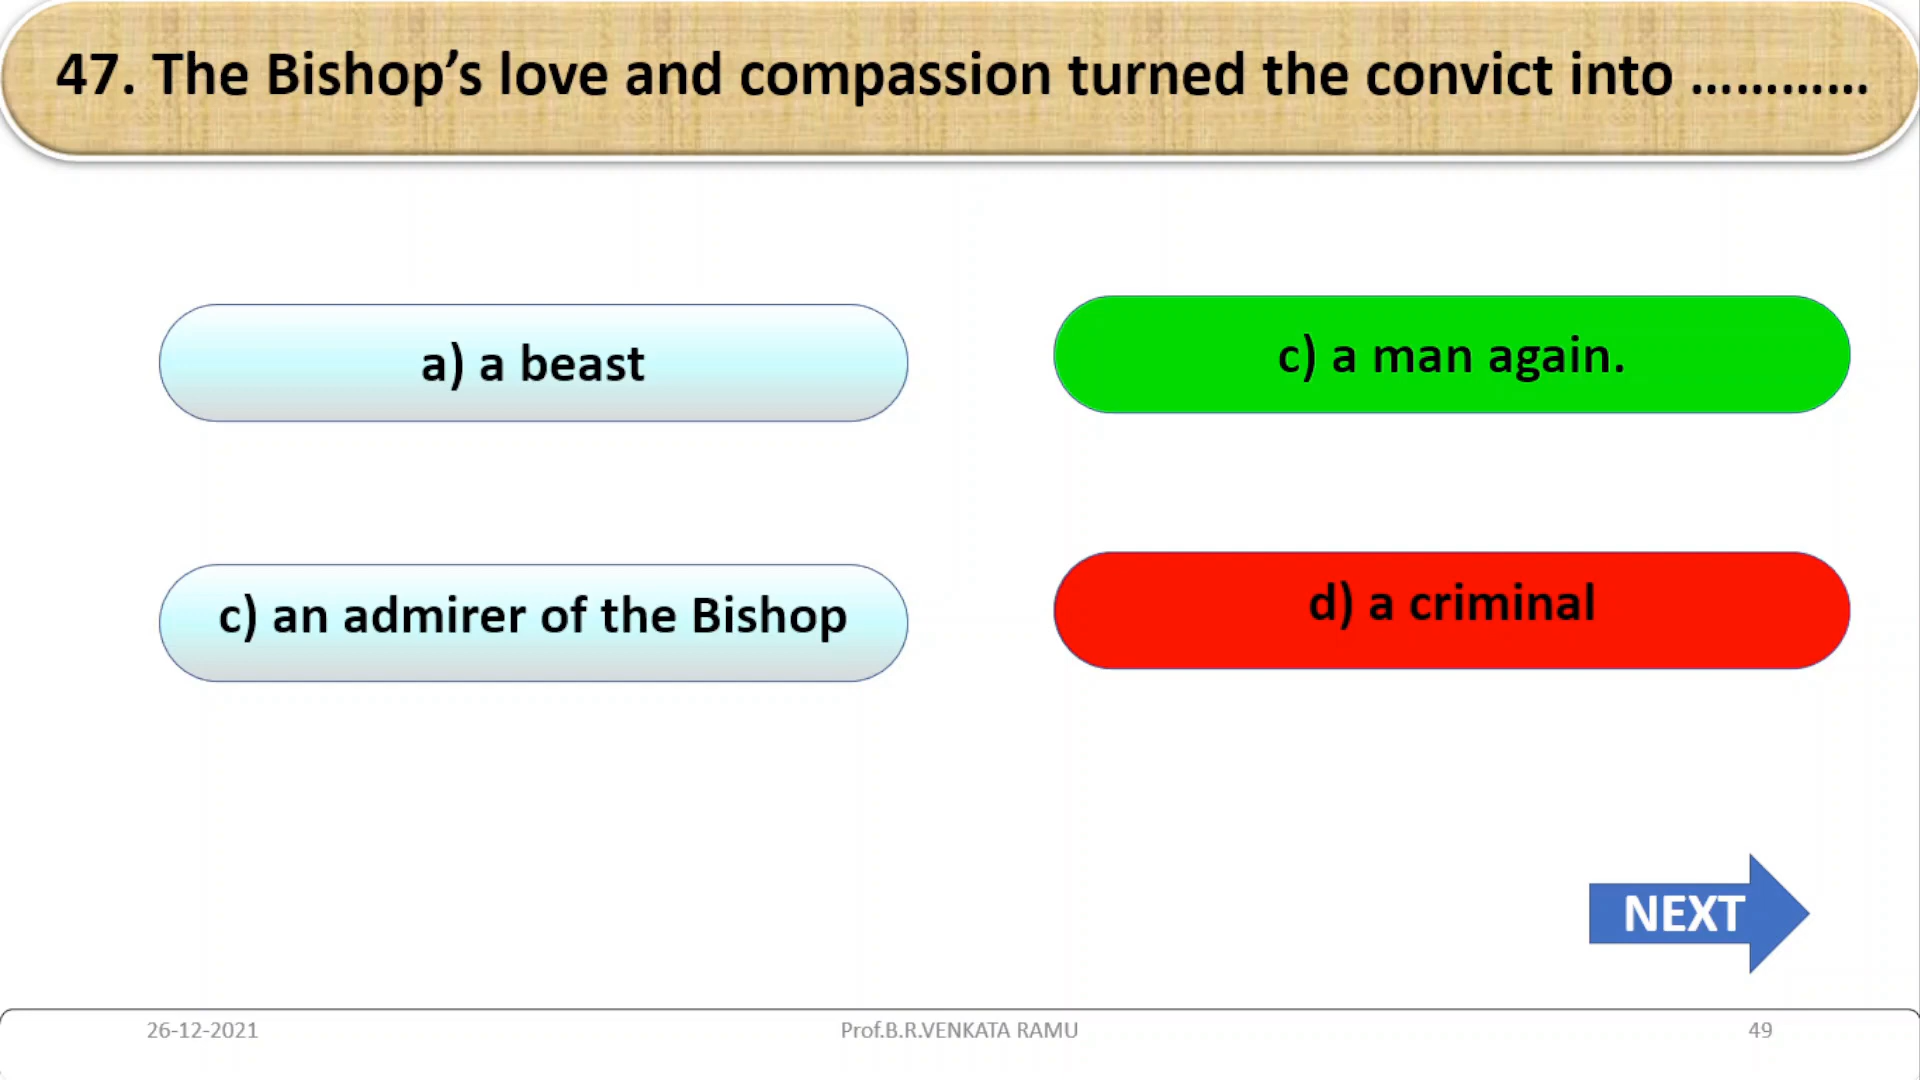 47. The Bishop’s love and compassion turned the convict into ............
a) a beast
c) a man again.
c) an admirer of the Bishop
d) a criminal
NEXT
26-12-2021
Prof.B.R.VENKATA RAMU
49